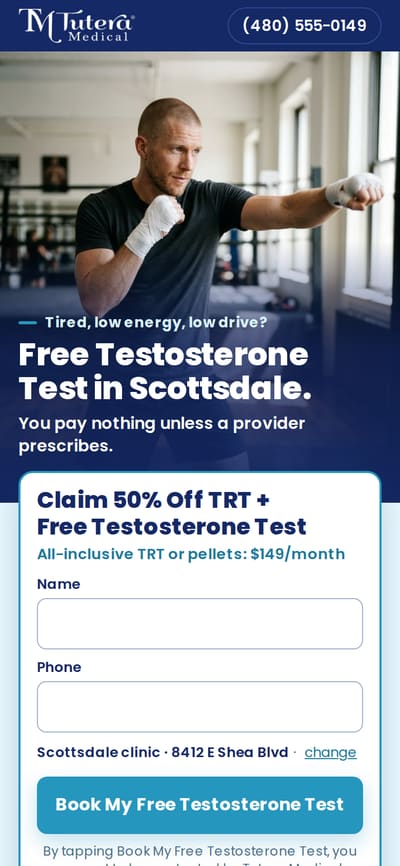 Tutera®
Medical
(480) 555-0149
Tired, low energy, low drive?
Free Testosterone
Test in Scottsdale.
You pay nothing unless a provider
prescribes.
Claim 50% Off TRT +
Free Testosterone Test
All-inclusive TRT or pellets: $149/month
Name
Phone
Scottsdale clinic · 8412 E Shea Blvd · change
Book My Free Testosterone Test
By tapping Book My Free Testosterone Test, you